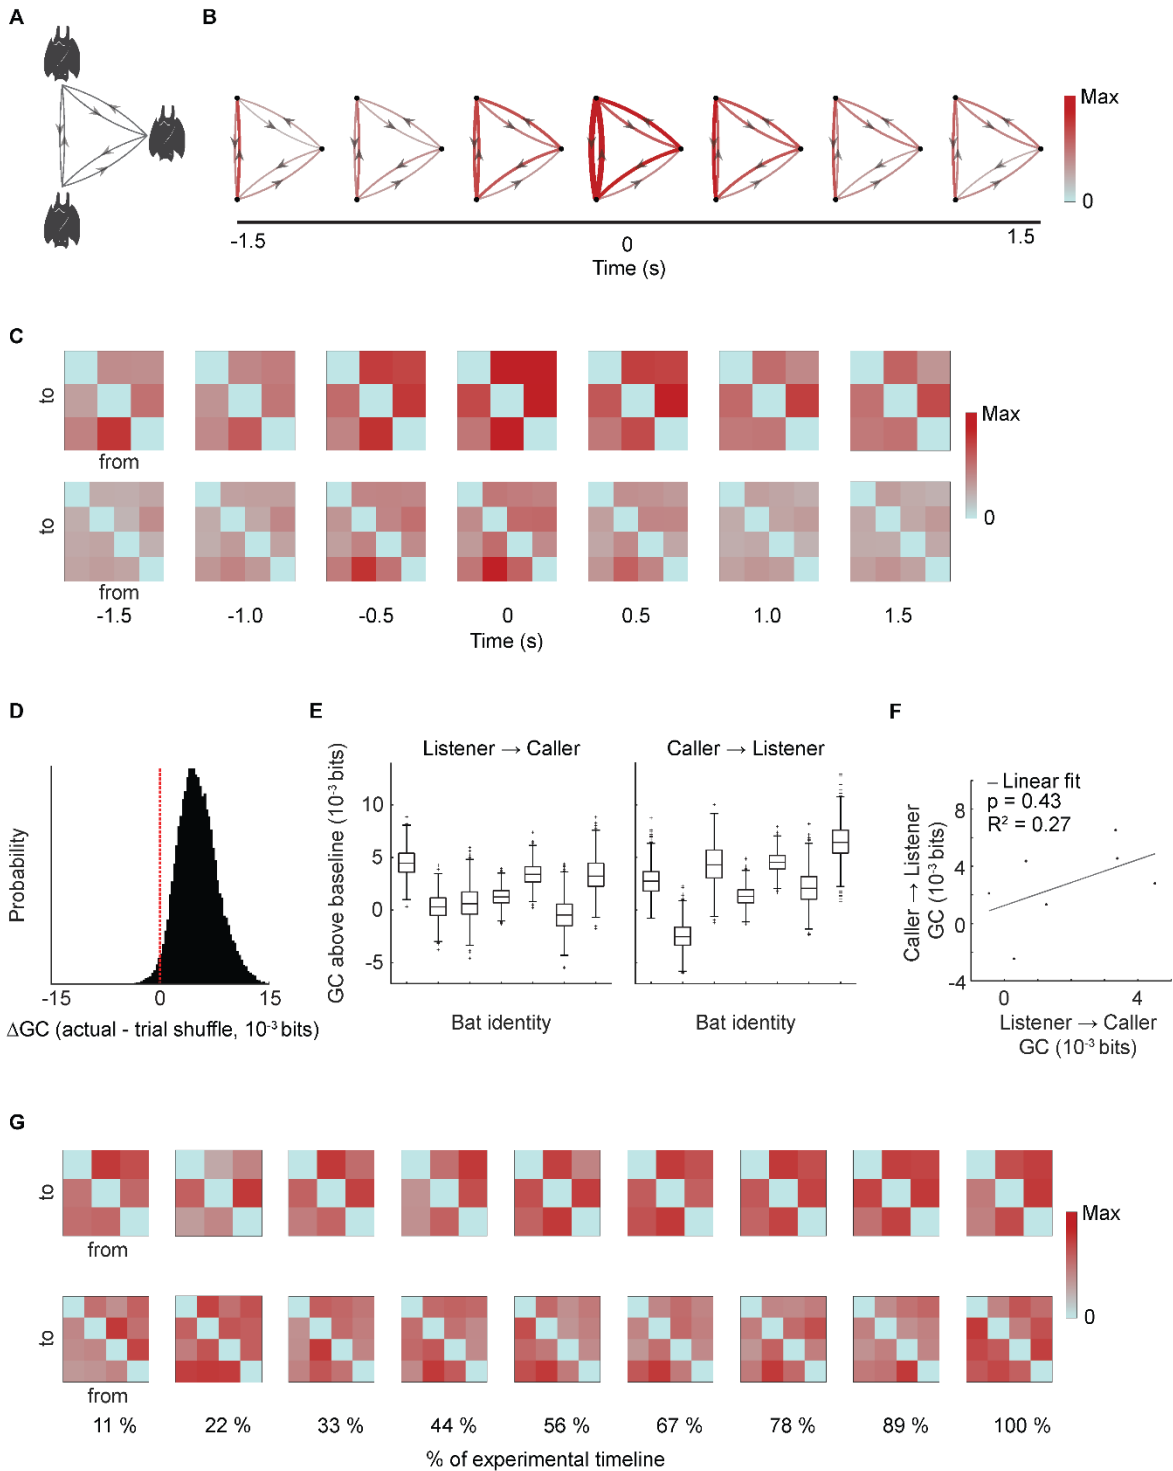 A
B
Max
0
-1.5
0
1.5
Time (s)
C
to
from
Max
0
to
from
-1.5
-1.0
-0.5
0
0.5
1.0
1.5
Time (s)
D
Probability
-15
0
15
ΔGC (actual - trial shuffle, 10⁻³ bits)
E
Listener → Caller
Caller → Listener
GC above baseline (10⁻³ bits)
10
5
0
-5
Bat identity
Bat identity
F
– Linear fit
p = 0.43
R² = 0.27
Caller → Listener
GC (10⁻³ bits)
8
4
0
-4
0
4
Listener → Caller
GC (10⁻³ bits)
G
to
from
Max
0
to
from
11 %
22 %
33 %
44 %
56 %
67 %
78 %
89 %
100 %
% of experimental timeline